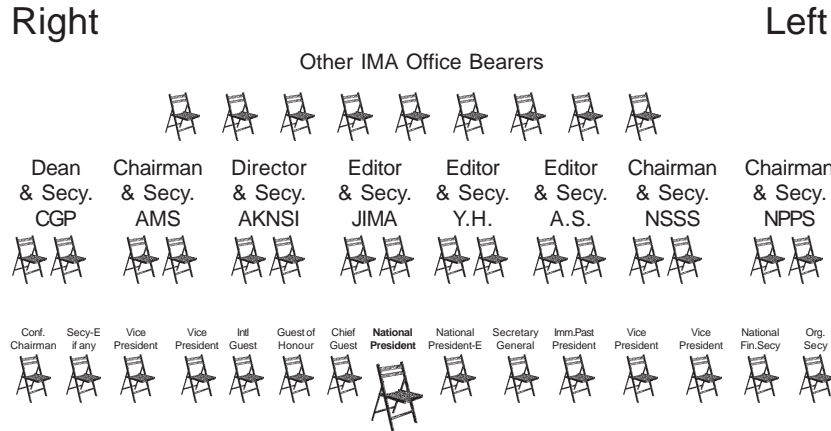 Right Left
Other IMA Office Bearers
Dean Chairman Director Editor Editor Editor Chairman Chairman
& Secy. & Secy. & Secy. & Secy. & Secy. & Secy. & Secy. & Secy.
CGP AMS AKNSI JIMA Y.H. A.S. NSSS NPPS
Conf. Secy-E Vice Vice Intl Guest of Chief National National Secretary Imm.Past Vice Vice National Org.
Chairman if any President President Guest Honour Guest President President-E General President President President Fin.Secy Secy